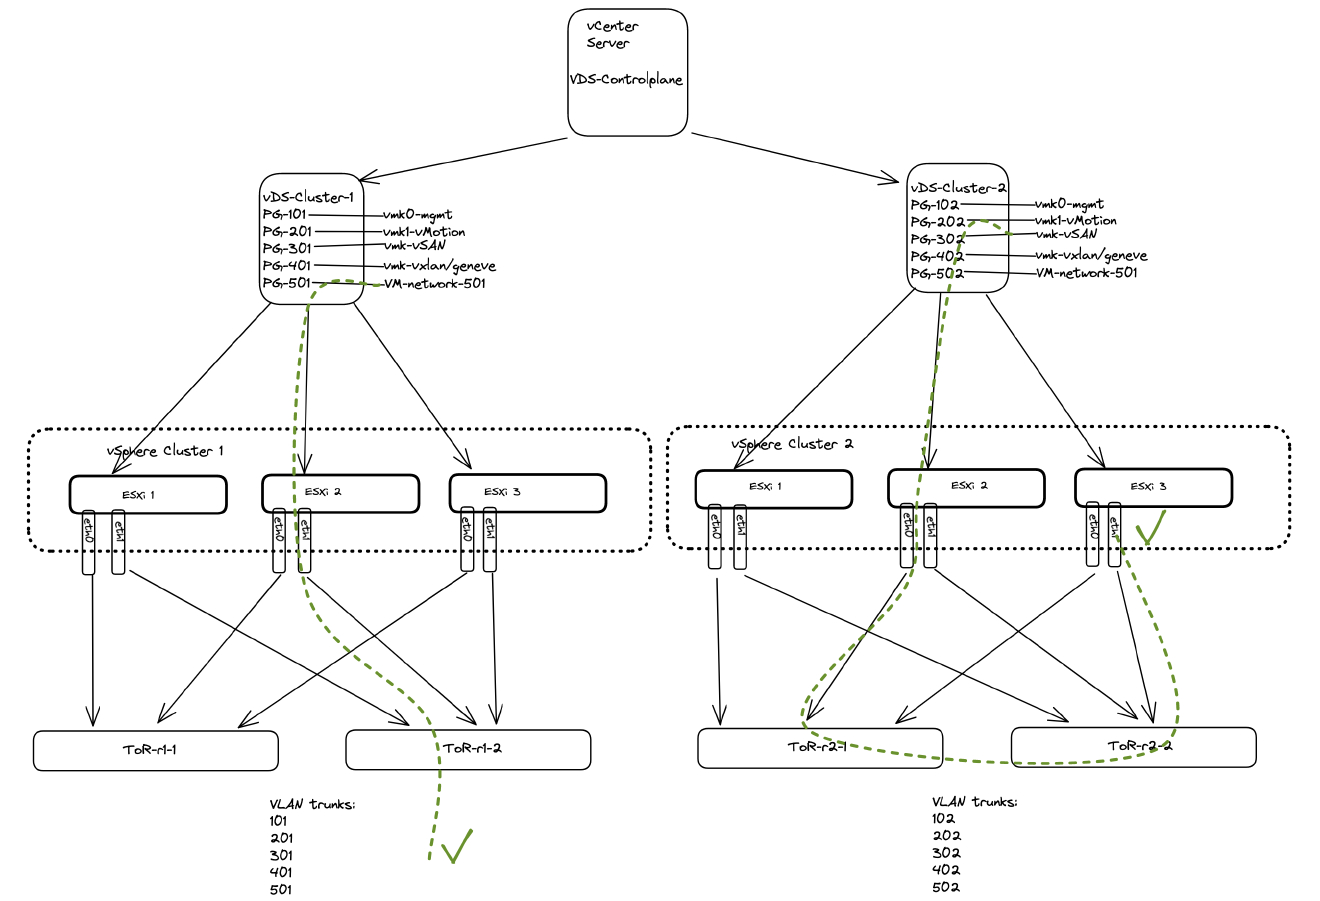 vCenter
Server
VDS-Controlplane
vDS-Cluster-1
PG-101
PG-201
PG-301
PG-401
PG-501
vmk0-mgmt
vmk1-vMotion
vmk-vSAN
vmk-vxlan/geneve
VM-network-501
vDS-Cluster-2
PG-102
PG-202
PG-302
PG-402
PG-502
vmk0-mgmt
vmk1-vMotion
vmk-vSAN
vmk-vxlan/geneve
VM-network-501
vSphere Cluster 1
ESXi 1
ESXi 2
ESXi 3
eth0
eth1
eth0
eth1
eth0
eth1
vSphere Cluster 2
ESXi 1
ESXi 2
ESXi 3
eth0
eth1
eth0
eth1
eth0
eth1
ToR-r1-1
ToR-r1-2
ToR-r2-1
ToR-r2-2
VLAN trunks:
101
201
301
401
501
VLAN trunks:
102
202
302
402
502